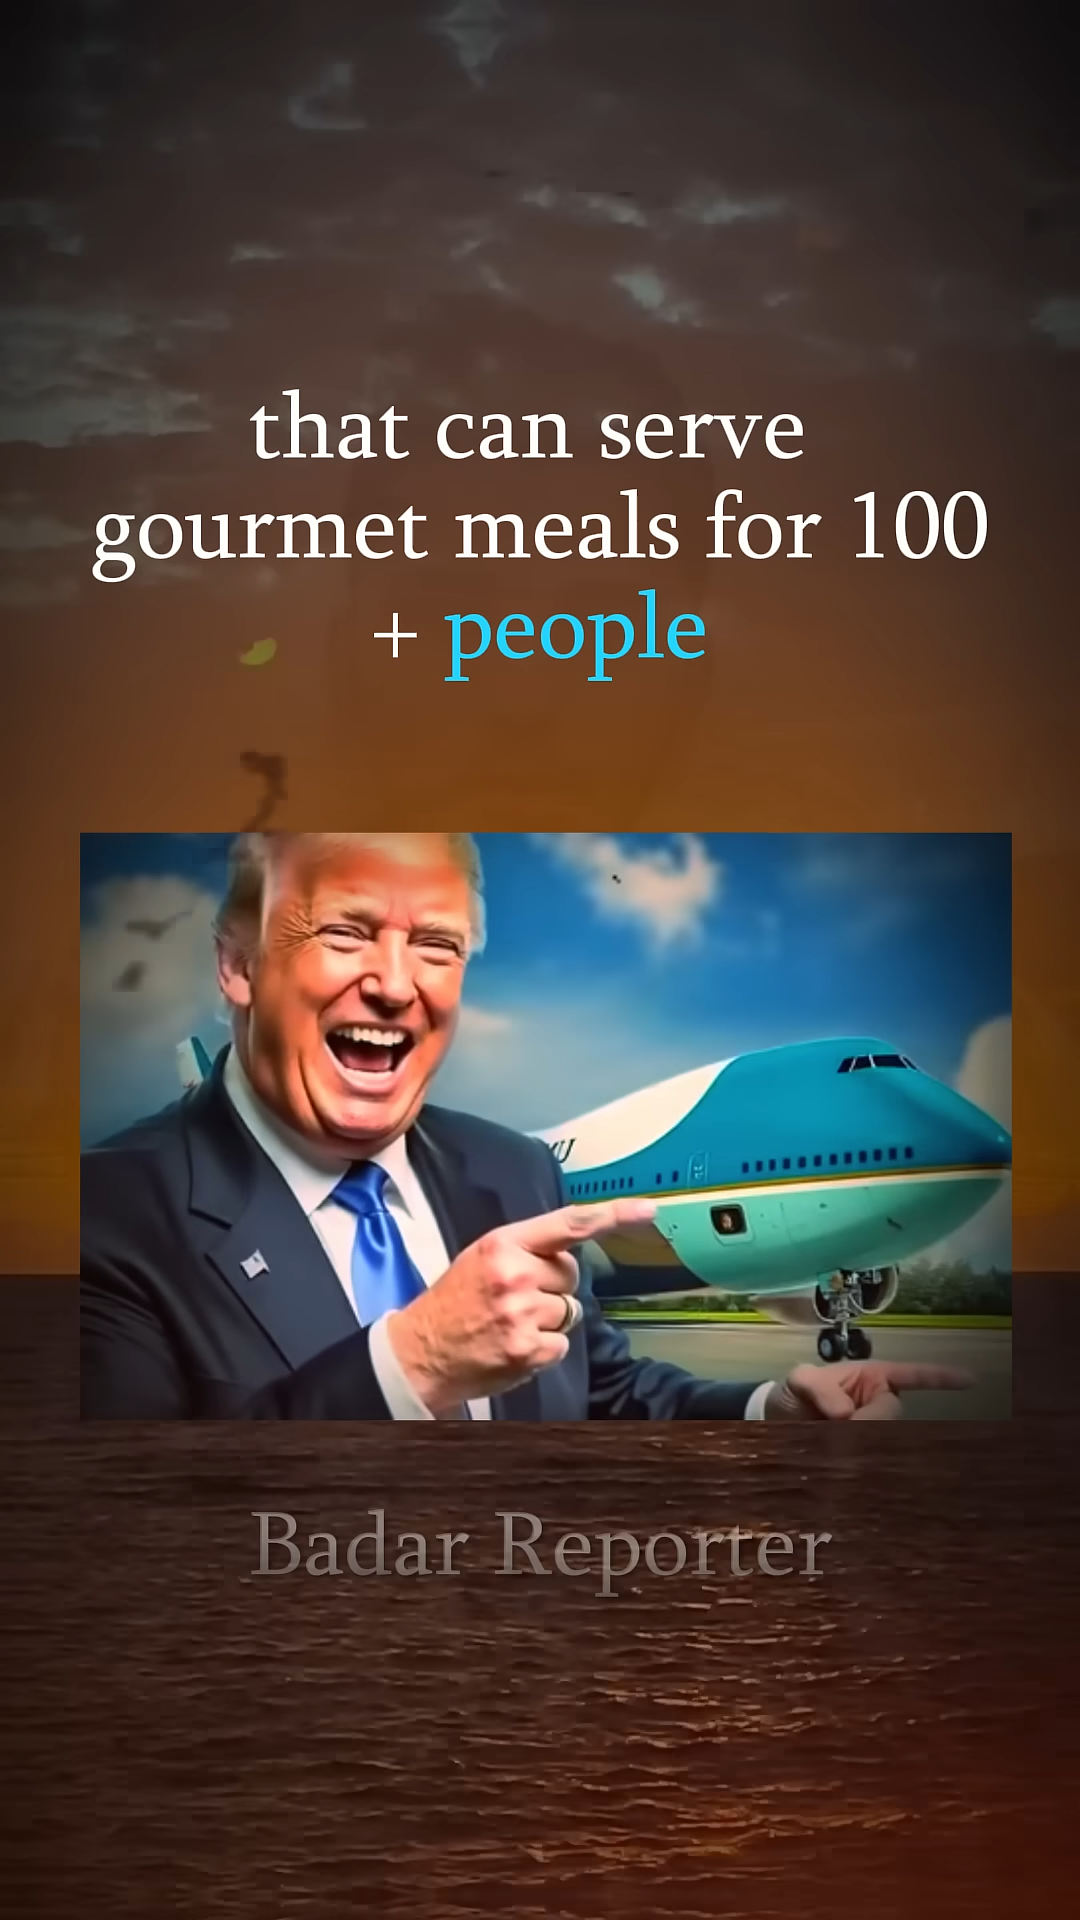 that can serve
gourmet meals for 100
+ people
Badar Reporter